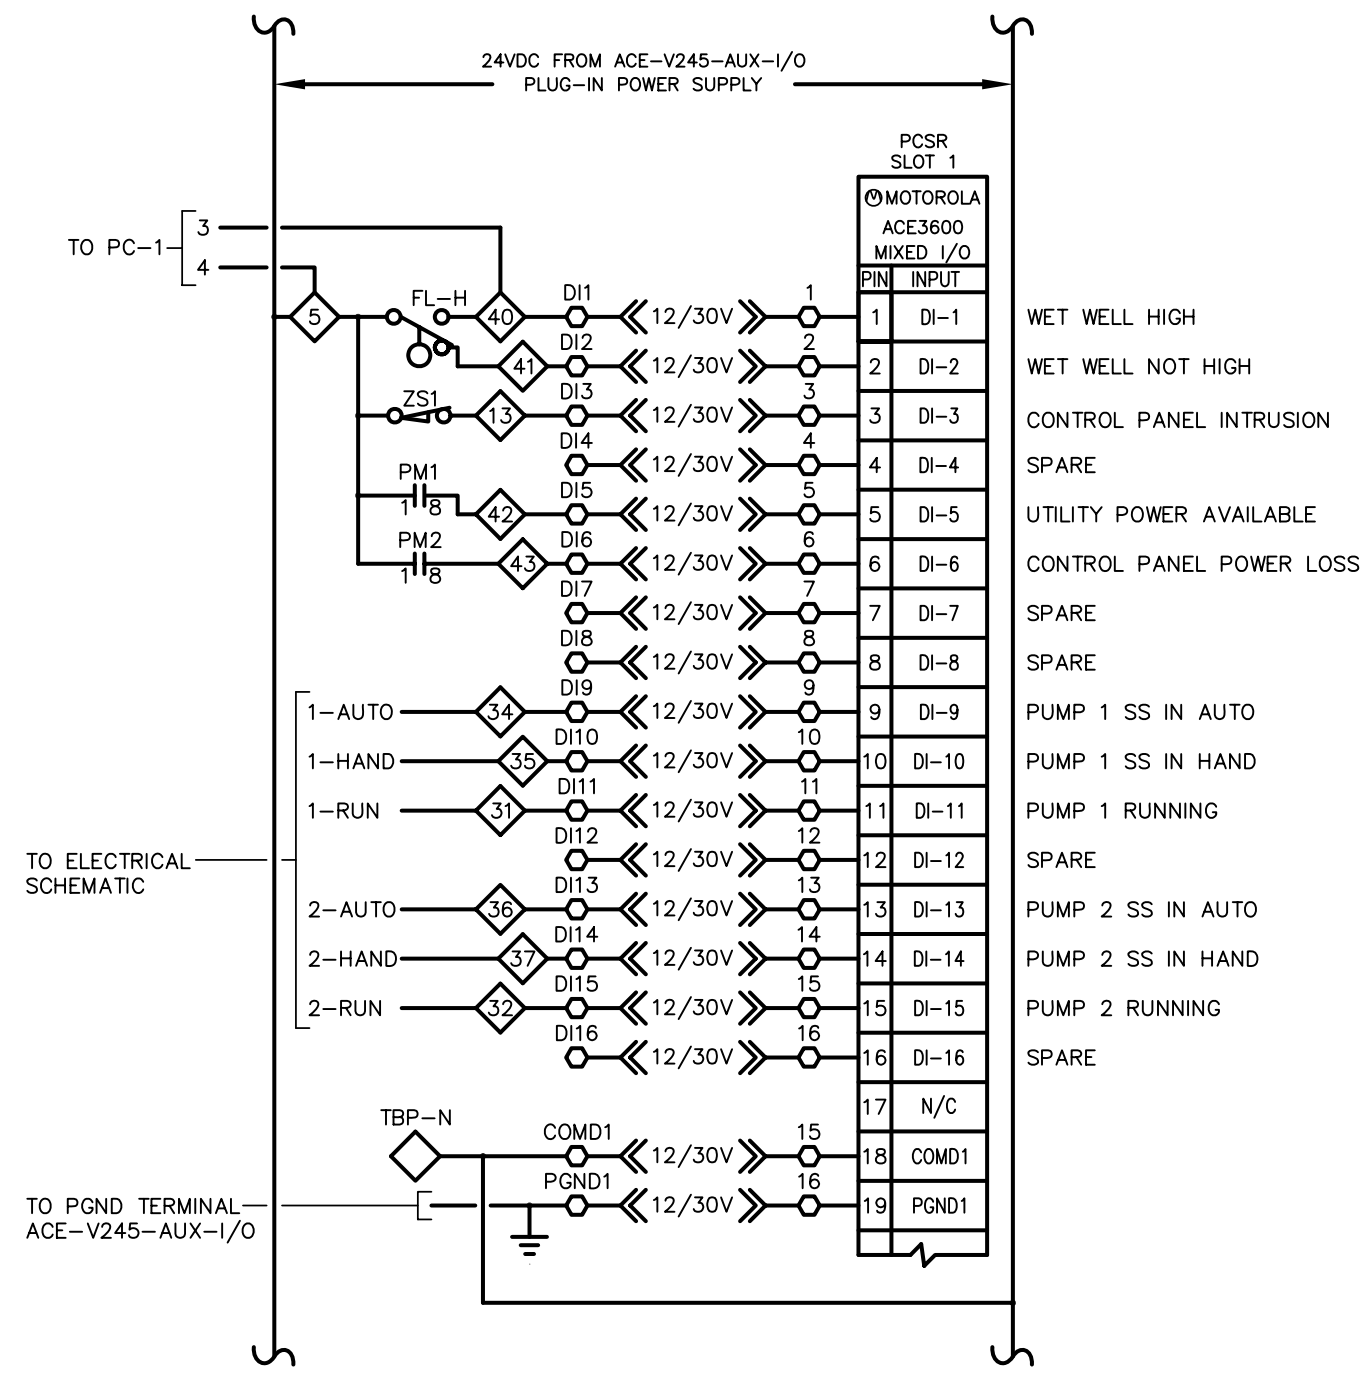 24VDC FROM ACE-V245-AUX-I/O
PLUG-IN POWER SUPPLY
PCSR
SLOT 1
MOTOROLA
ACE3600
MIXED I/O
PIN INPUT
TO PC-1
3
4
5 FL-H 40 DI1 12/30V 1 1 DI-1 WET WELL HIGH
41 DI2 12/30V 2 2 DI-2 WET WELL NOT HIGH
ZS1 13 DI3 12/30V 3 3 DI-3 CONTROL PANEL INTRUSION
DI4 12/30V 4 4 DI-4 SPARE
PM1 1 8 42 DI5 12/30V 5 5 DI-5 UTILITY POWER AVAILABLE
PM2 1 8 43 DI6 12/30V 6 6 DI-6 CONTROL PANEL POWER LOSS
DI7 12/30V 7 7 DI-7 SPARE
DI8 12/30V 8 8 DI-8 SPARE
1-AUTO 34 DI9 12/30V 9 9 DI-9 PUMP 1 SS IN AUTO
1-HAND 35 DI10 12/30V 10 10 DI-10 PUMP 1 SS IN HAND
1-RUN 31 DI11 12/30V 11 11 DI-11 PUMP 1 RUNNING
TO ELECTRICAL
SCHEMATIC
DI12 12/30V 12 12 DI-12 SPARE
2-AUTO 36 DI13 12/30V 13 13 DI-13 PUMP 2 SS IN AUTO
2-HAND 37 DI14 12/30V 14 14 DI-14 PUMP 2 SS IN HAND
2-RUN 32 DI15 12/30V 15 15 DI-15 PUMP 2 RUNNING
DI16 12/30V 16 16 DI-16 SPARE
17 N/C
TBP-N COMD1 12/30V 15 18 COMD1
PGND1 12/30V 16 19 PGND1
TO PGND TERMINAL
ACE-V245-AUX-I/O